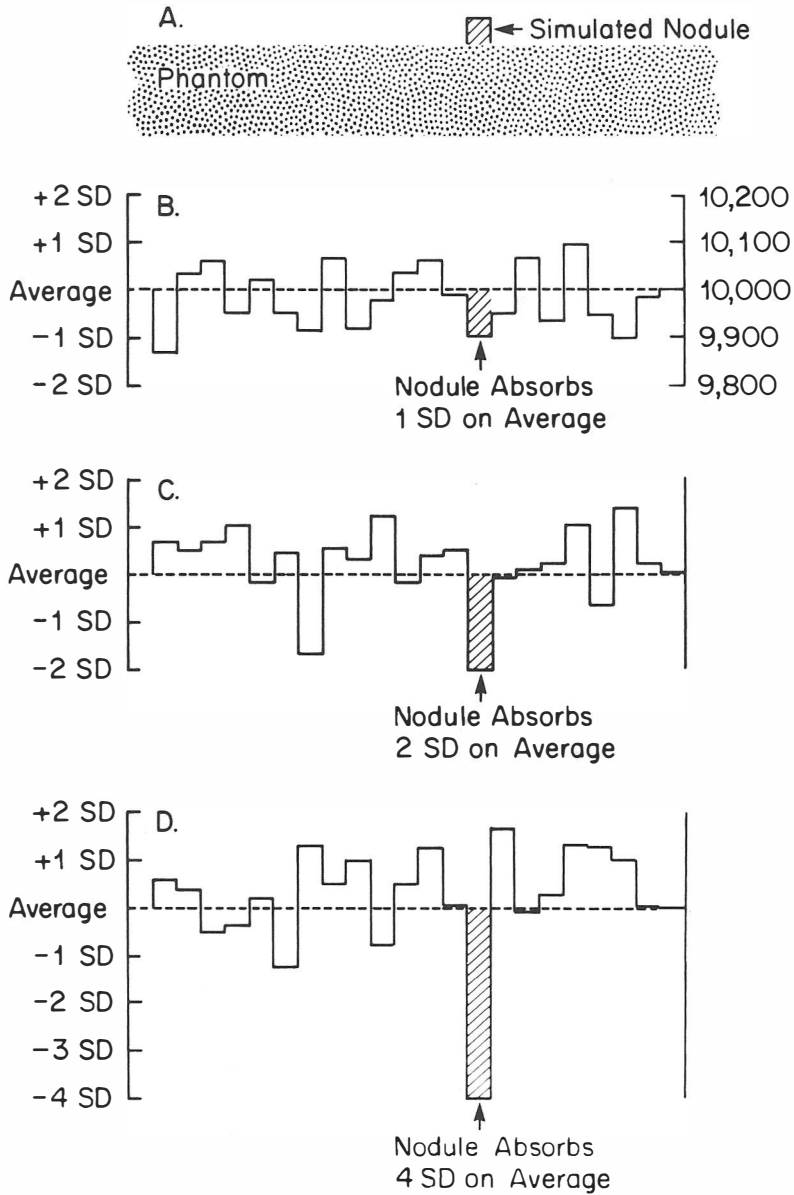 A.
Simulated Nodule
Phantom
B.
+2 SD
+1 SD
Average
-1 SD
-2 SD
10,200
10,100
10,000
9,900
9,800
Nodule Absorbs
1 SD on Average
C.
+2 SD
+1 SD
Average
-1 SD
-2 SD
Nodule Absorbs
2 SD on Average
D.
+2 SD
+1 SD
Average
-1 SD
-2 SD
-3 SD
-4 SD
Nodule Absorbs
4 SD on Average